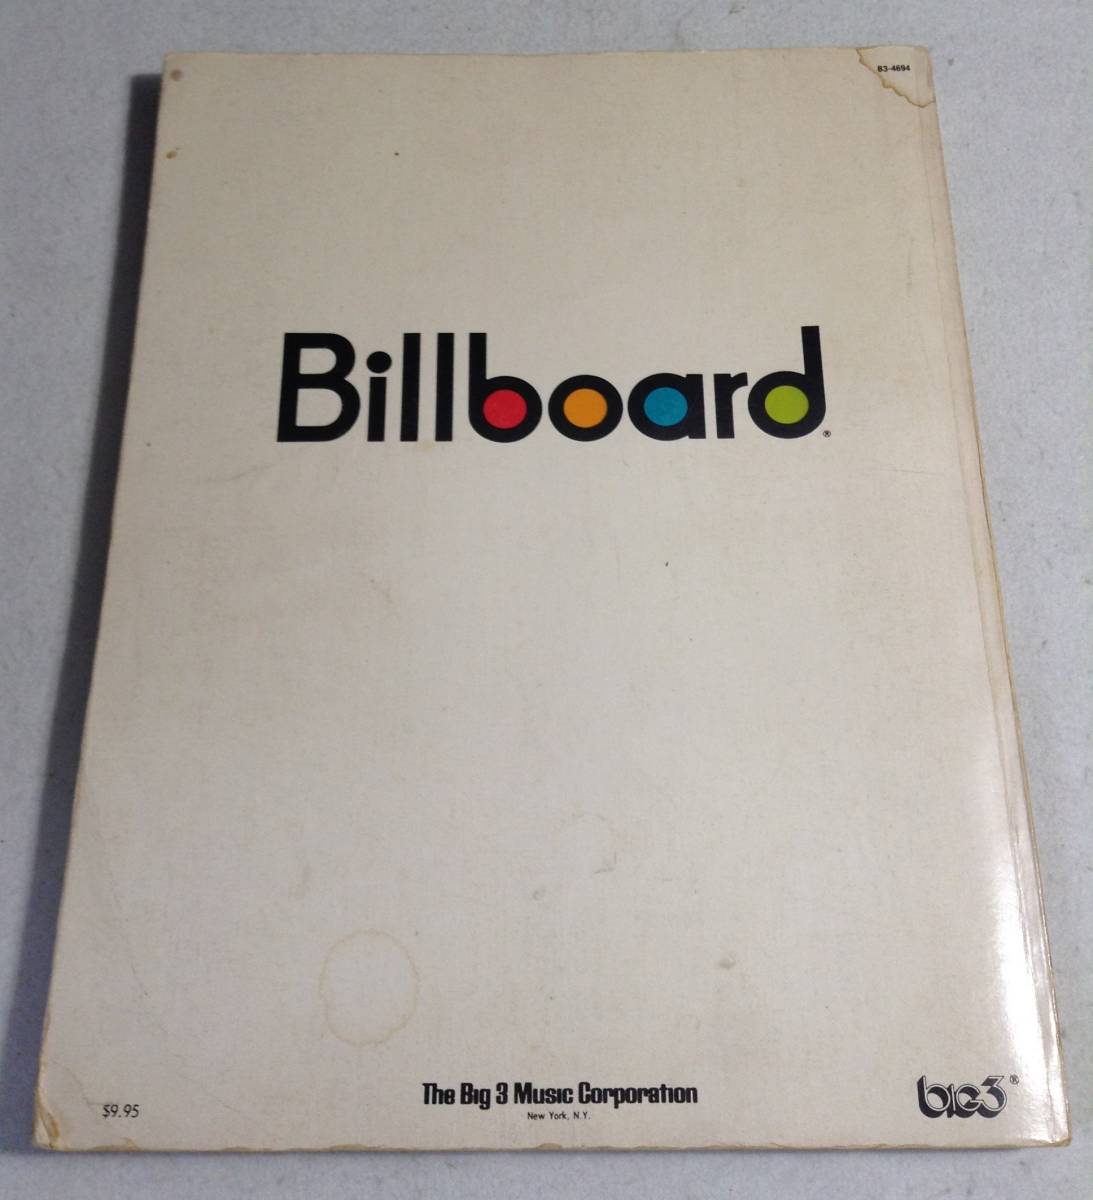 B3-4694
Billboard®
The Big 3 Music Corporation
New York, N.Y.
$9.95
big3®